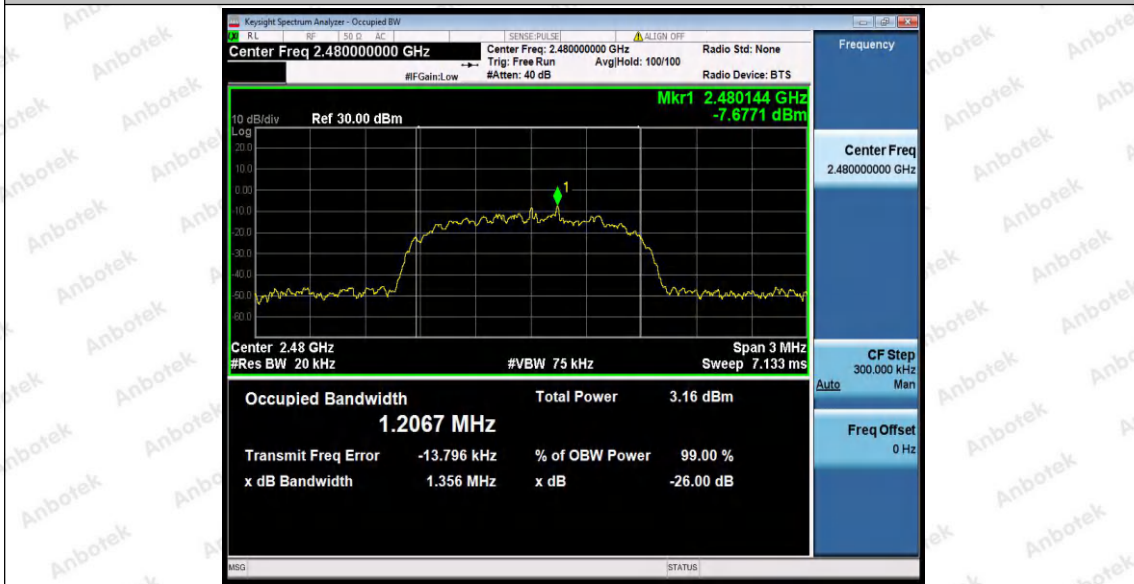 Keysight Spectrum Analyzer - Occupied BW
RL RF 50 Ω AC SENSE:PULSE ALIGN OFF
Center Freq 2.480000000 GHz
Center Freq: 2.480000000 GHz Radio Std: None
Trig: Free Run Avg|Hold: 100/100
#IFGain:Low #Atten: 40 dB Radio Device: BTS
Mkr1 2.480144 GHz
-7.6771 dBm
10 dB/div Ref 30.00 dBm
Log
20.0
10.0
0.00
-10.0
-20.0
-30.0
-40.0
-50.0
-60.0
1
Center 2.48 GHz Span 3 MHz
#Res BW 20 kHz #VBW 75 kHz Sweep 7.133 ms
Occupied Bandwidth Total Power 3.16 dBm
1.2067 MHz
Transmit Freq Error -13.796 kHz % of OBW Power 99.00 %
x dB Bandwidth 1.356 MHz x dB -26.00 dB
MSG STATUS
Frequency
Center Freq
2.480000000 GHz
CF Step
300.000 kHz
Auto Man
Freq Offset
0 Hz
Anbotek